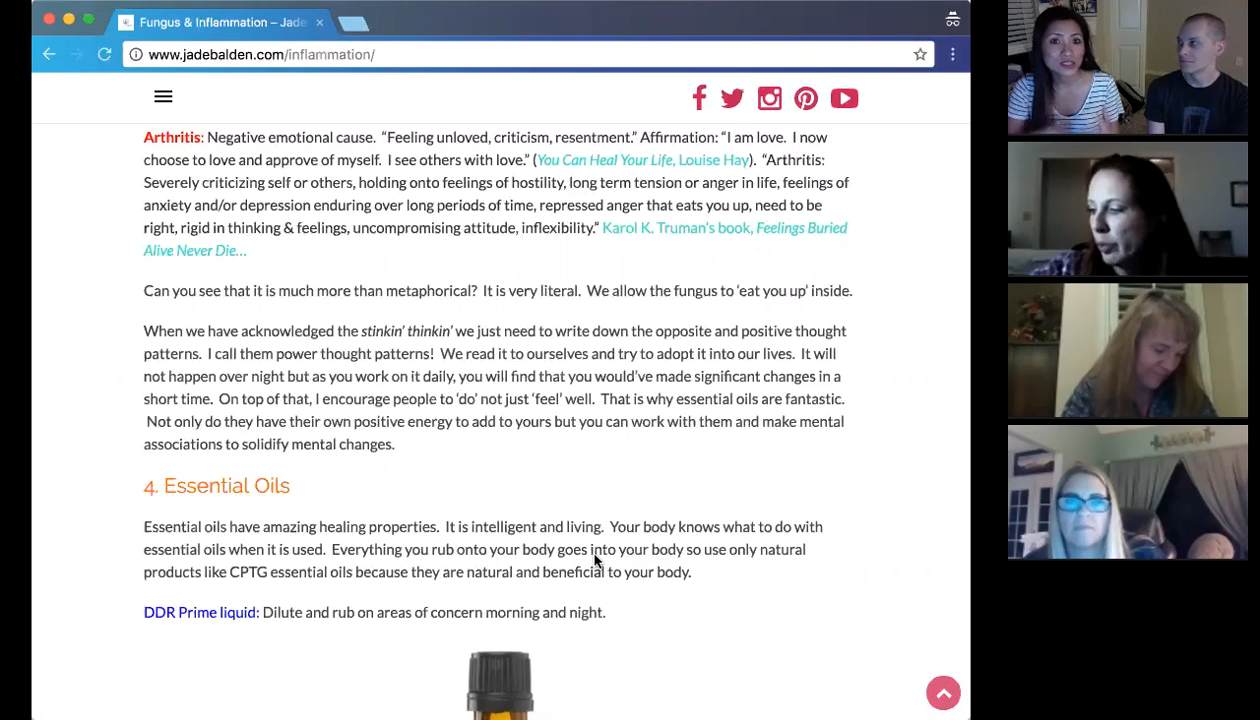 Fungus & Inflammation – Jade
www.jadebalden.com/inflammation/
Arthritis: Negative emotional cause. “Feeling unloved, criticism, resentment.” Affirmation: “I am love. I now
choose to love and approve of myself. I see others with love.” (You Can Heal Your Life, Louise Hay). “Arthritis:
Severely criticizing self or others, holding onto feelings of hostility, long term tension or anger in life, feelings of
anxiety and/or depression enduring over long periods of time, repressed anger that eats you up, need to be
right, rigid in thinking & feelings, uncompromising attitude, inflexibility.” Karol K. Truman’s book, Feelings Buried
Alive Never Die…
Can you see that it is much more than metaphorical? It is very literal. We allow the fungus to ‘eat you up’ inside.
When we have acknowledged the stinkin’ thinkin’ we just need to write down the opposite and positive thought
patterns. I call them power thought patterns! We read it to ourselves and try to adopt it into our lives. It will
not happen over night but as you work on it daily, you will find that you would’ve made significant changes in a
short time. On top of that, I encourage people to ‘do’ not just ‘feel’ well. That is why essential oils are fantastic.
Not only do they have their own positive energy to add to yours but you can work with them and make mental
associations to solidify mental changes.
4. Essential Oils
Essential oils have amazing healing properties. It is intelligent and living. Your body knows what to do with
essential oils when it is used. Everything you rub onto your body goes into your body so use only natural
products like CPTG essential oils because they are natural and beneficial to your body.
DDR Prime liquid: Dilute and rub on areas of concern morning and night.